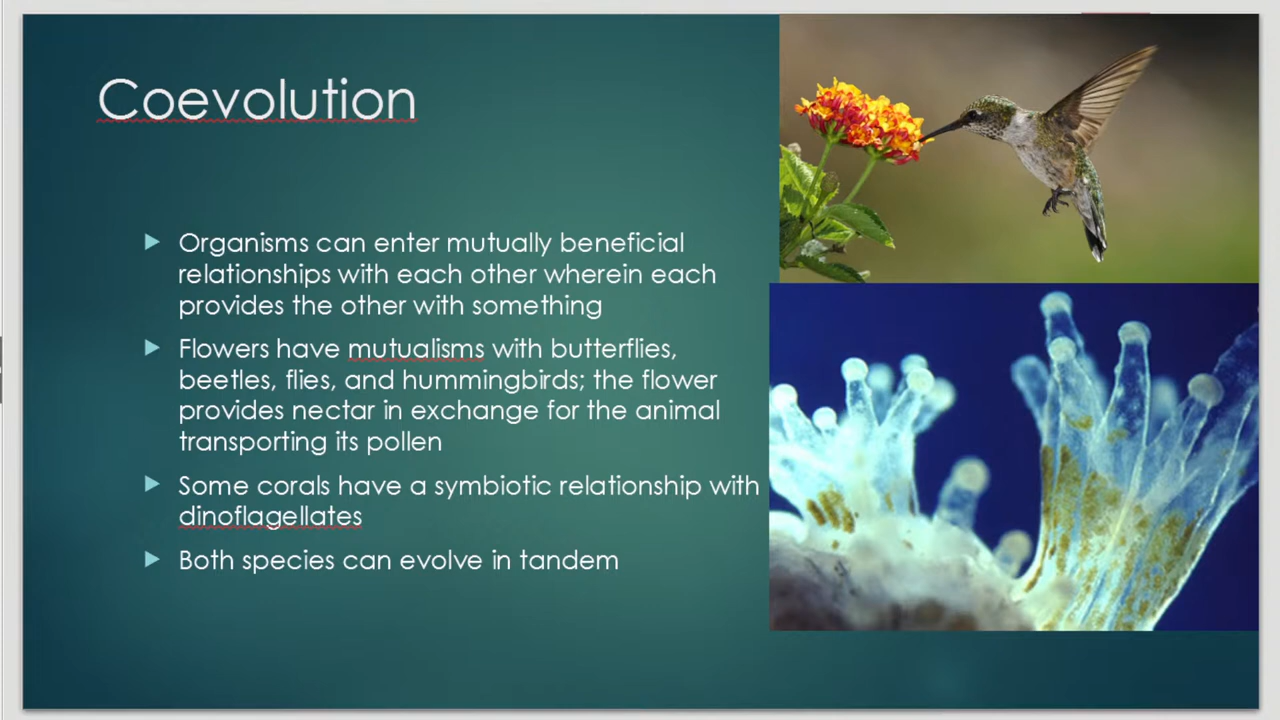 Coevolution
Organisms can enter mutually beneficial
relationships with each other wherein each
provides the other with something
Flowers have mutualisms with butterflies,
beetles, flies, and hummingbirds; the flower
provides nectar in exchange for the animal
transporting its pollen
Some corals have a symbiotic relationship with
dinoflagellates
Both species can evolve in tandem